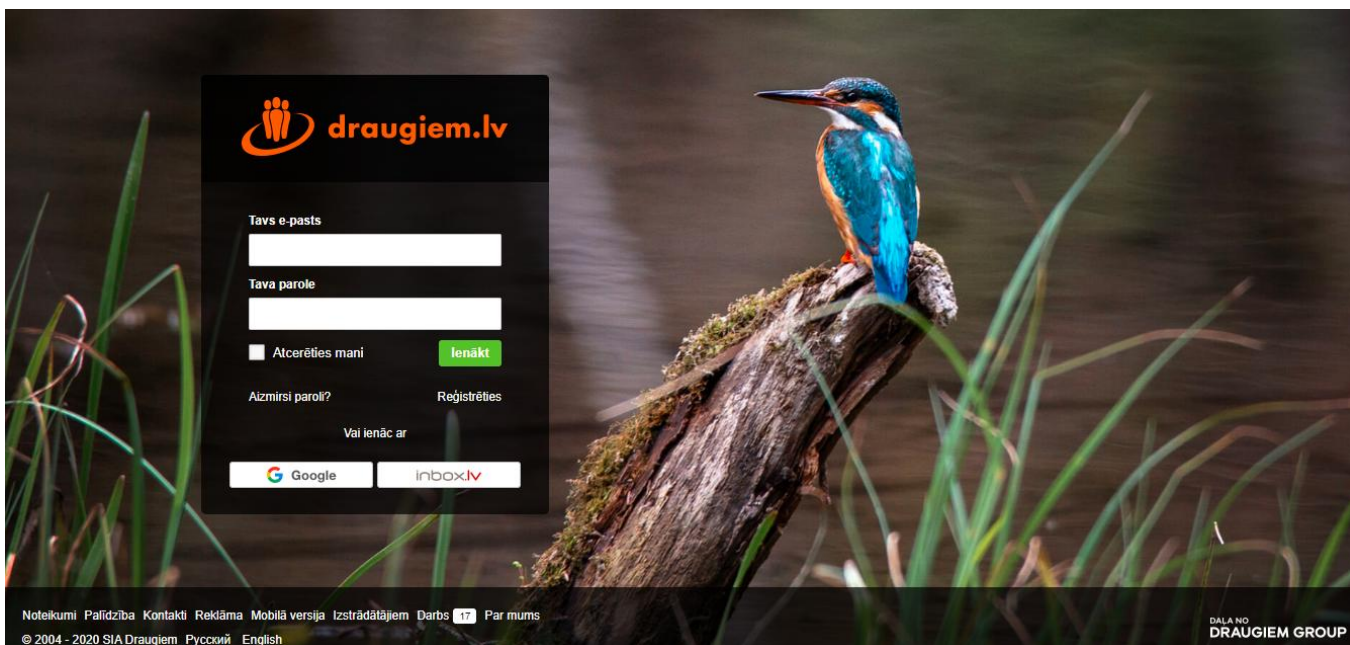 draugiem.lv
Tavs e-pasts
Tava parole
Atcerēties mani
Ienākt
Aizmirsi paroli?
Reģistrēties
Vai ienāc ar
Google
inbox.lv
Noteikumi Palīdzība Kontakti Reklāma Mobilā versija Izstrādātājiem Darbs 17 Par mums
© 2004 - 2020 SIA Draugiem Русский English
DAĻA NO
DRAUGIEM GROUP